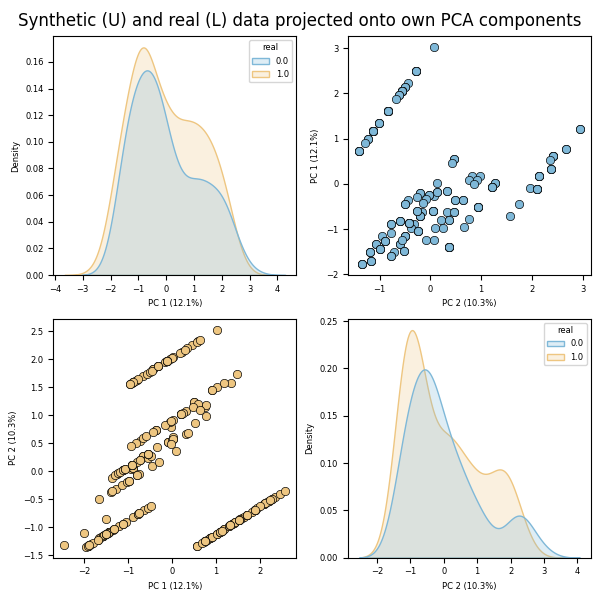 Synthetic (U) and real (L) data projected onto own PCA components
real
0.0
1.0
0.16
0.14
0.12
0.10
0.08
0.06
0.04
0.02
0.00
Density
−4 −3 −2 −1 0 1 2 3 4
PC 1 (12.1%)
3
2
1
0
−1
−2
PC 1 (12.1%)
−1 0 1 2 3
PC 2 (10.3%)
2.5
2.0
1.5
1.0
0.5
0.0
−0.5
−1.0
−1.5
PC 2 (10.3%)
−2 −1 0 1 2
PC 1 (12.1%)
real
0.0
1.0
0.25
0.20
0.15
0.10
0.05
0.00
Density
−2 −1 0 1 2 3 4
PC 2 (10.3%)